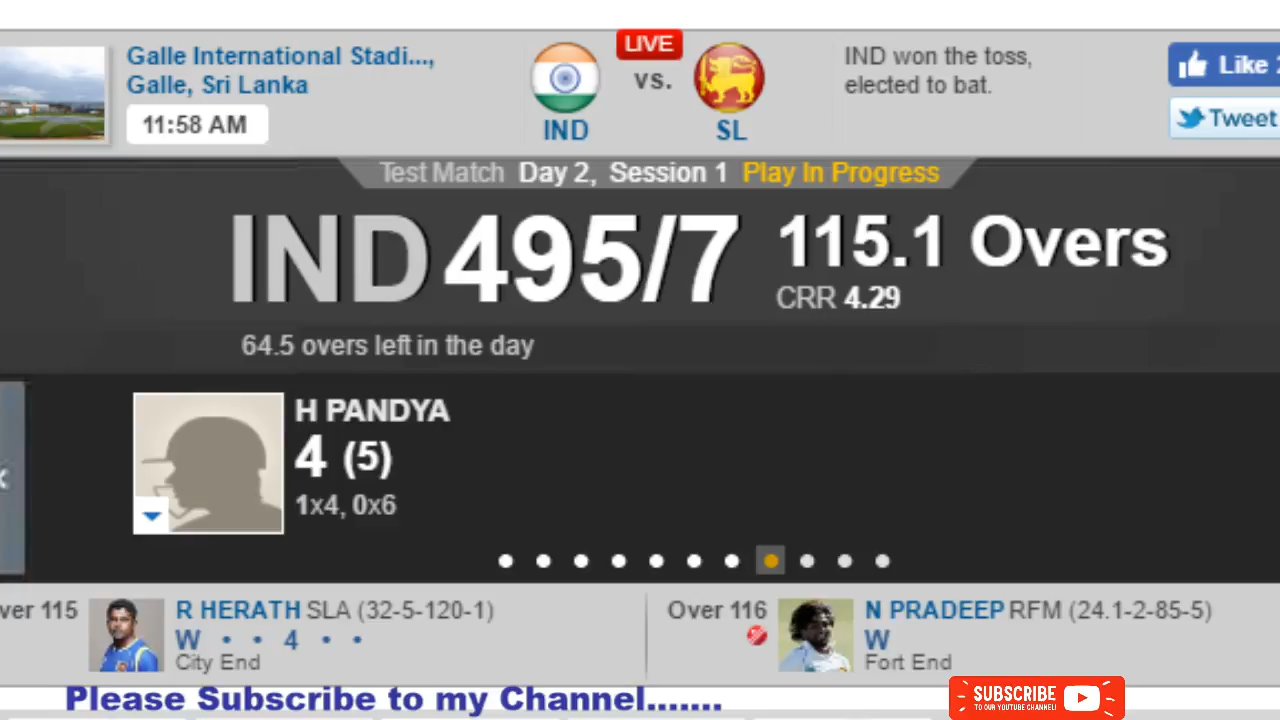 Galle International Stadi...,
Galle, Sri Lanka
11:58 AM
LIVE
vs.
IND
SL
IND won the toss,
elected to bat.
Like
Tweet
Test Match Day 2, Session 1 Play In Progress
IND 495/7
115.1 Overs
CRR 4.29
64.5 overs left in the day
H PANDYA
4 (5)
1x4, 0x6
ver 115
R HERATH SLA (32-5-120-1)
W • • 4 • •
City End
Over 116
N PRADEEP RFM (24.1-2-85-5)
W
Fort End
Please Subscribe to my Channel.......
SUBSCRIBE
TO OUR YOUTUBE CHANNEL!